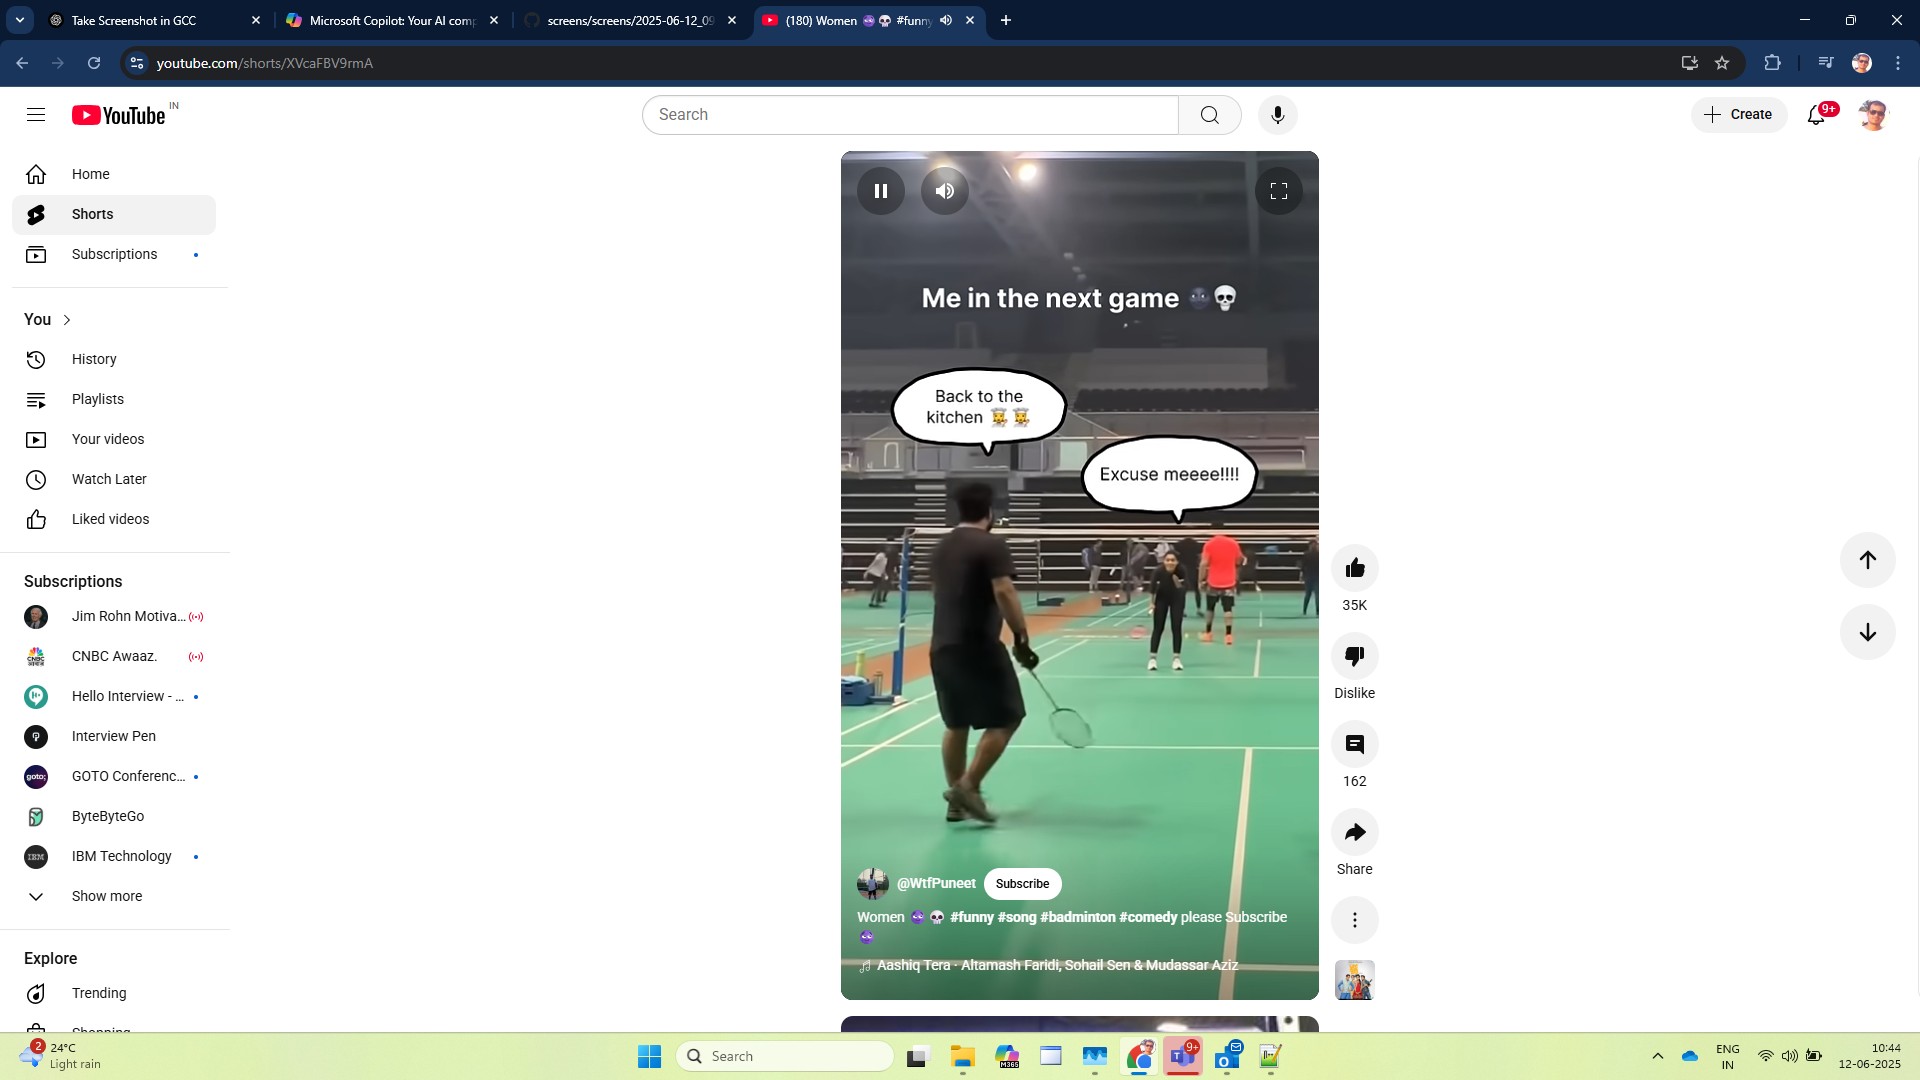 Take Screenshot in GCC
Microsoft Copilot: Your AI comp
screens/screens/2025-06-12_09
(180) Women 🌚💀 #funny
youtube.com/shorts/XVcaFBV9rmA
YouTube IN
Search
Create
9+
Home
Shorts
Subscriptions
You
History
Playlists
Your videos
Watch Later
Liked videos
Subscriptions
Jim Rohn Motiva...
CNBC Awaaz.
Hello Interview - ...
Interview Pen
GOTO Conferenc...
ByteByteGo
IBM Technology
Show more
Explore
Trending
Shopping
Me in the next game 🌚💀
Back to the
kitchen 👩‍🍳👩‍🍳
Excuse meeee!!!!
@WtfPuneet Subscribe
Women 🌚💀 #funny #song #badminton #comedy please Subscribe
🌚
Aashiq Tera · Altamash Faridi, Sohail Sen & Mudassar Aziz
35K
Dislike
162
Share
2
24°C
Light rain
Search
M365
9+
ENG
IN
10:44
12-06-2025